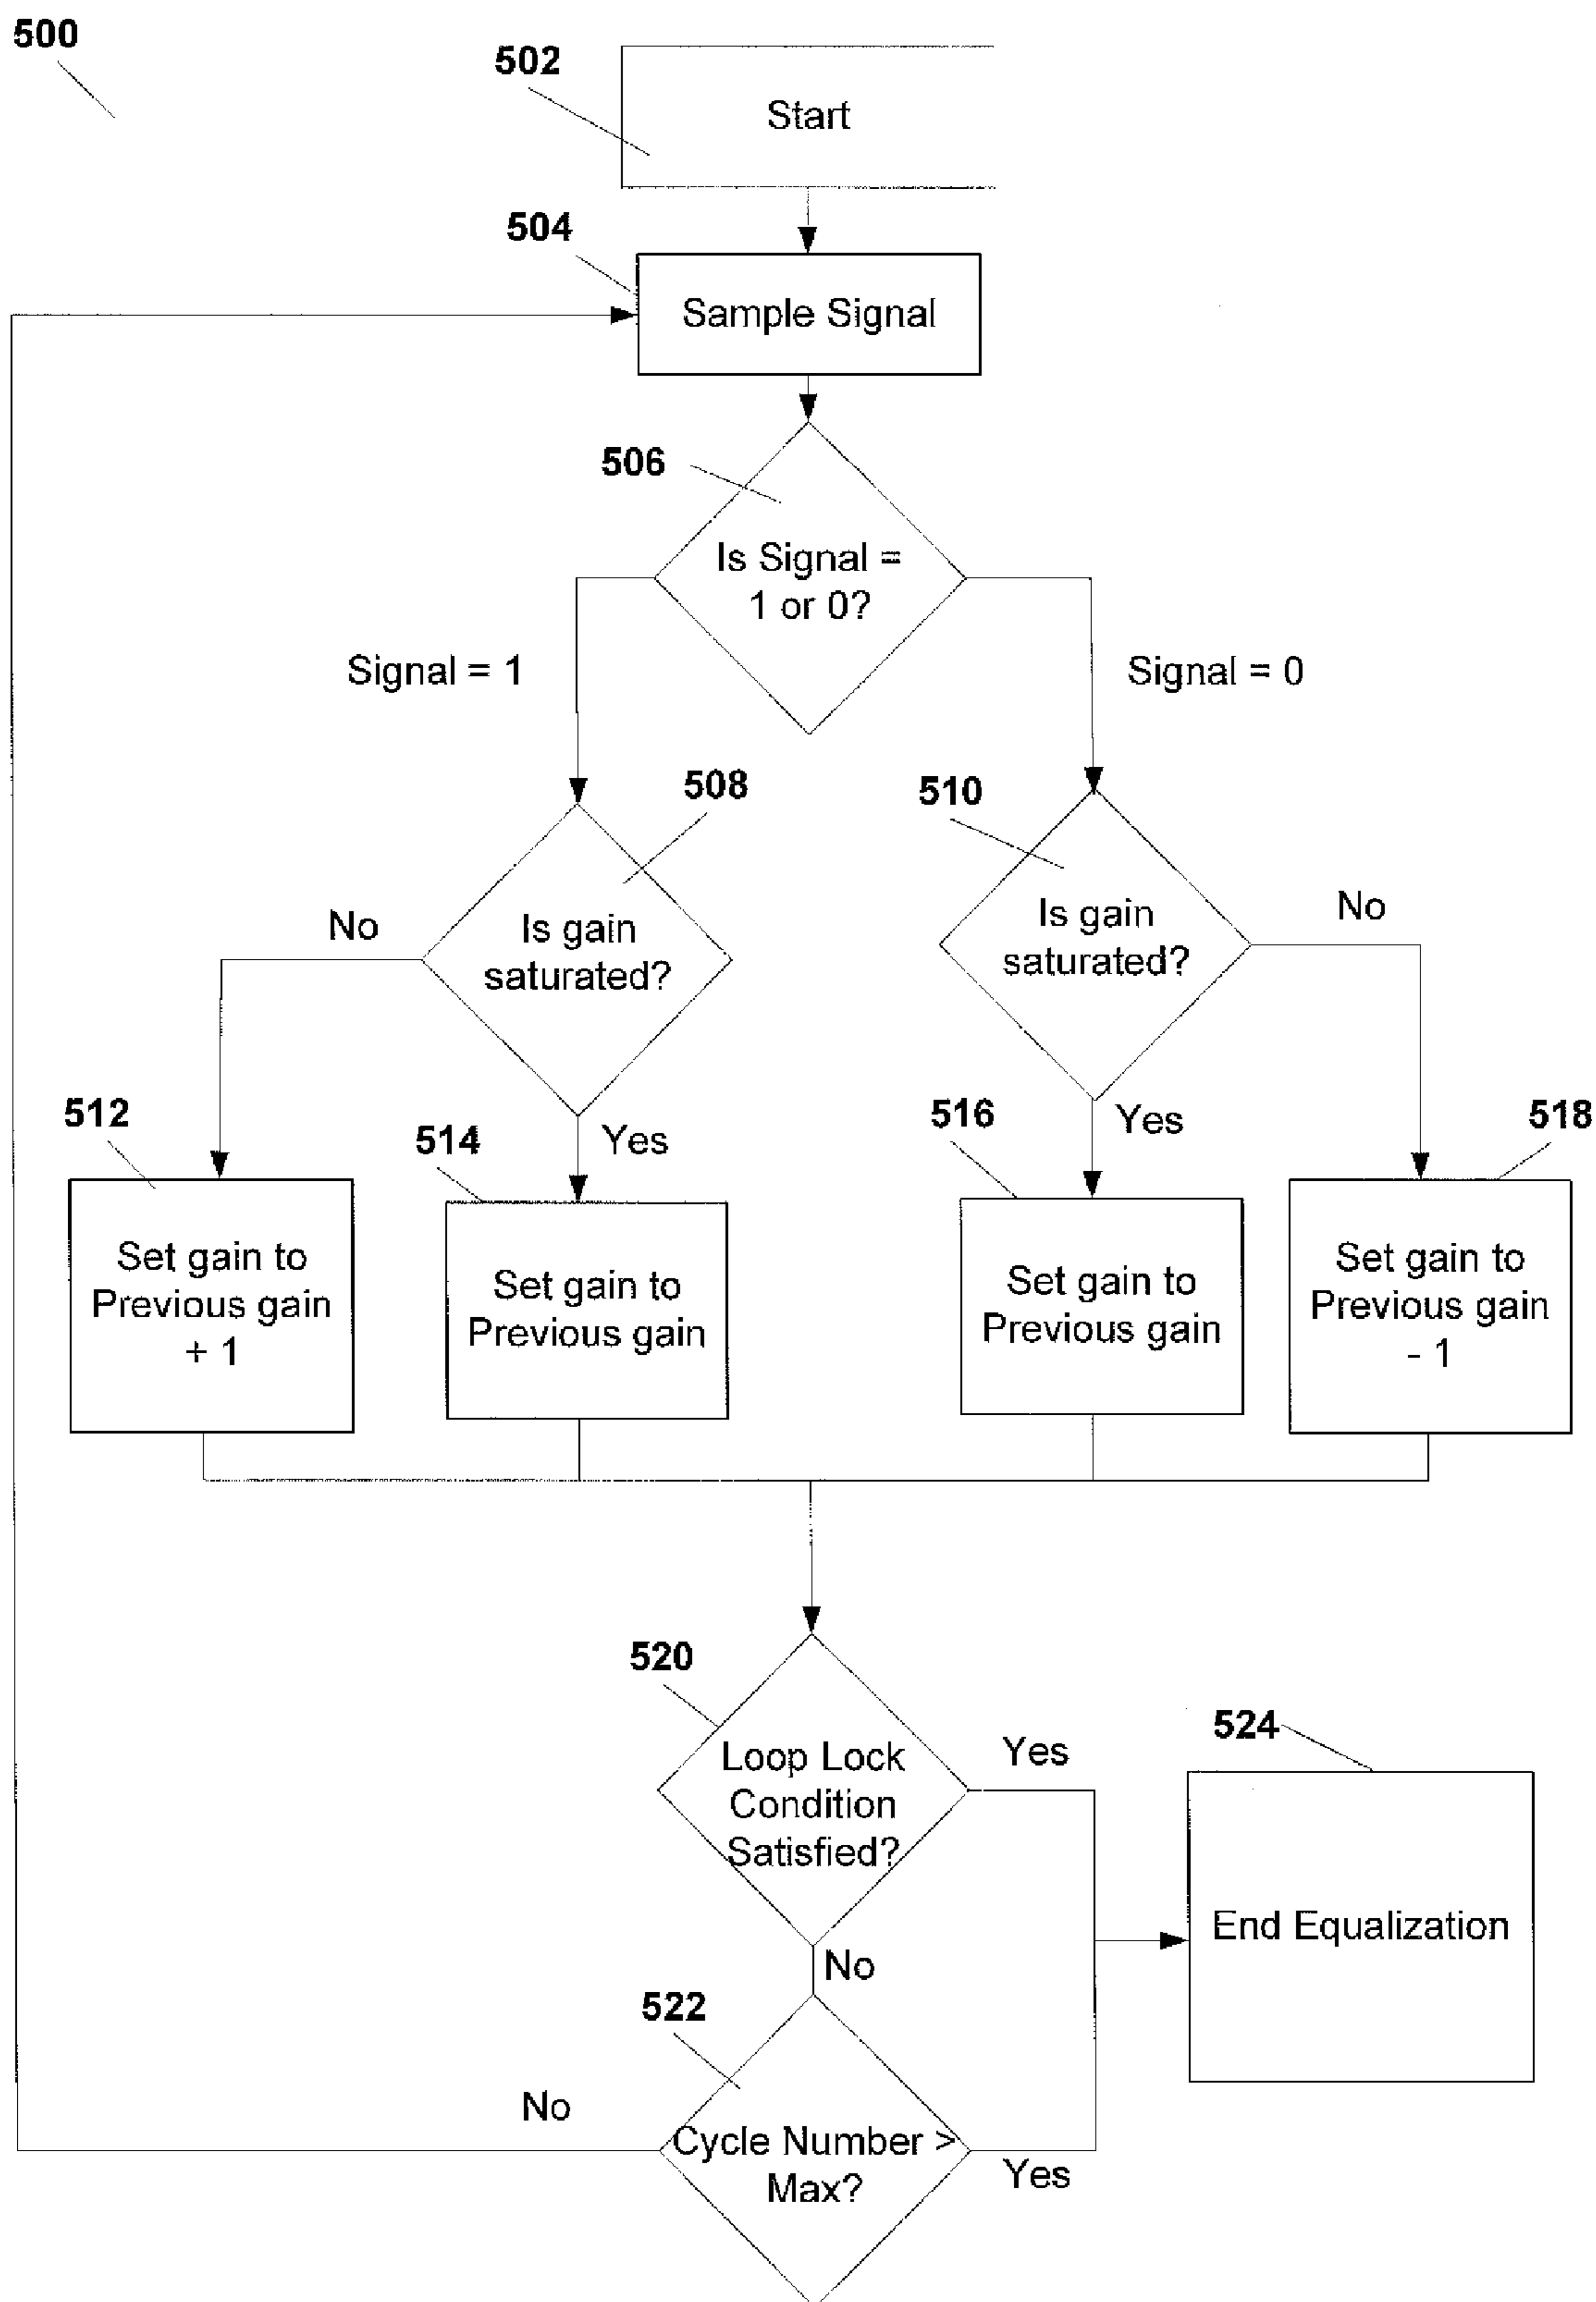 500
502
Start
504
Sample Signal
506
Is Signal =
1 or 0?
Signal = 1
Signal = 0
508
510
No
Is gain
saturated?
Is gain
saturated?
No
512
514
Yes
516
Yes
518
Set gain to
Previous gain
+ 1
Set gain to
Previous gain
Set gain to
Previous gain
Set gain to
Previous gain
- 1
520
Loop Lock
Condition
Satisfied?
Yes
524
End Equalization
No
522
No
Cycle Number >
Max?
Yes